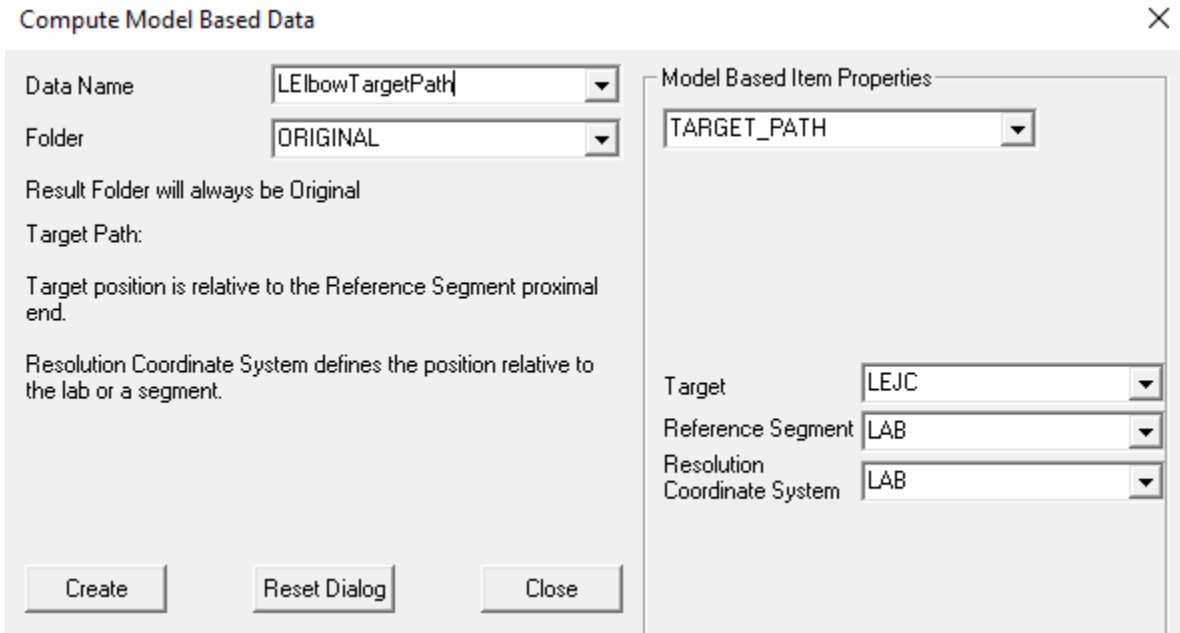 Compute Model Based Data
Data Name
LElbowTargetPath
Folder
ORIGINAL
Result Folder will always be Original
Target Path:
Target position is relative to the Reference Segment proximal
end.
Resolution Coordinate System defines the position relative to
the lab or a segment.
Create
Reset Dialog
Close
Model Based Item Properties
TARGET_PATH
Target
LEJC
Reference Segment
LAB
Resolution
Coordinate System
LAB